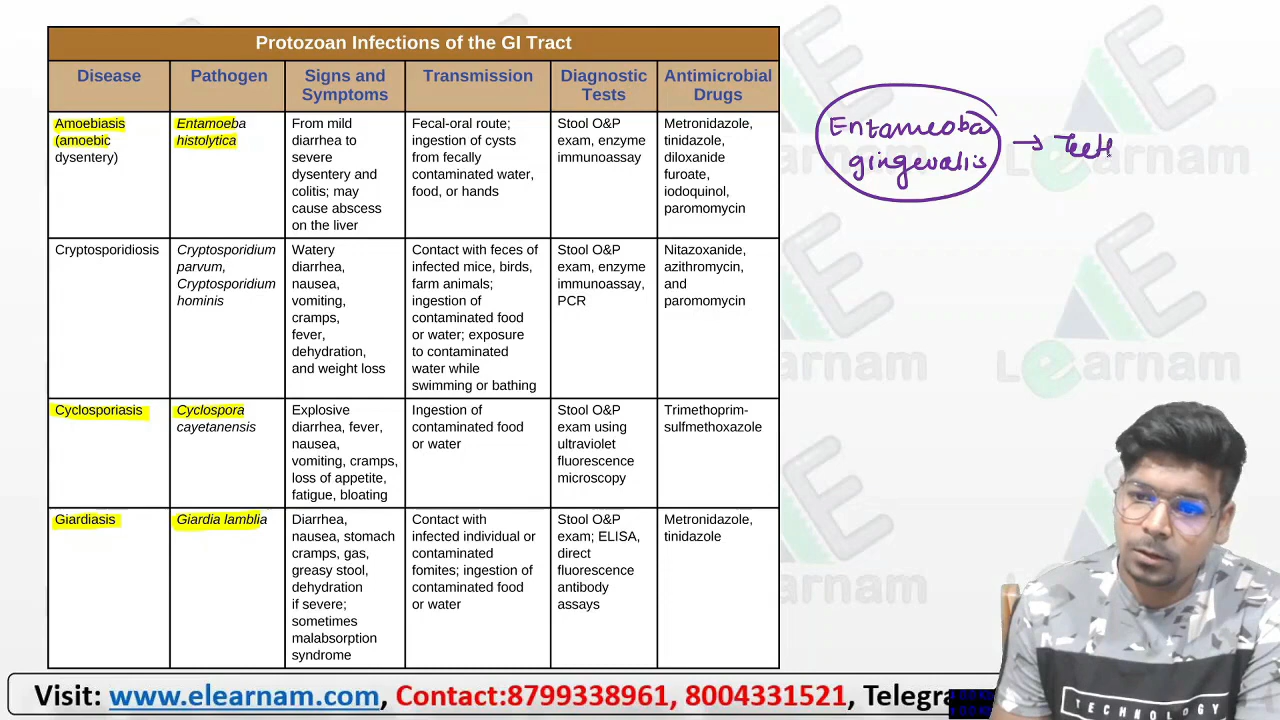 Protozoan Infections of the GI Tract
Disease
Pathogen
Signs and
Symptoms
Transmission
Diagnostic
Tests
Antimicrobial
Drugs
Amoebiasis
(amoebic
dysentery)
Entamoeba
histolytica
From mild
diarrhea to
severe
dysentery and
colitis; may
cause abscess
on the liver
Fecal-oral route;
ingestion of cysts
from fecally
contaminated water,
food, or hands
Stool O&P
exam, enzyme
immunoassay
Metronidazole,
tinidazole,
diloxanide
furoate,
iodoquinol,
paromomycin
Cryptosporidiosis
Cryptosporidium
parvum,
Cryptosporidium
hominis
Watery
diarrhea,
nausea,
vomiting,
cramps,
fever,
dehydration,
and weight loss
Contact with feces of
infected mice, birds,
farm animals;
ingestion of
contaminated food
or water; exposure
to contaminated
water while
swimming or bathing
Stool O&P
exam, enzyme
immunoassay,
PCR
Nitazoxanide,
azithromycin,
and
paromomycin
Cyclosporiasis
Cyclospora
cayetanensis
Explosive
diarrhea, fever,
nausea,
vomiting, cramps,
loss of appetite,
fatigue, bloating
Ingestion of
contaminated food
or water
Stool O&P
exam using
ultraviolet
fluorescence
microscopy
Trimethoprim-
sulfmethoxazole
Giardiasis
Giardia lamblia
Diarrhea,
nausea, stomach
cramps, gas,
greasy stool,
dehydration
if severe;
sometimes
malabsorption
syndrome
Contact with
infected individual or
contaminated
fomites; ingestion of
contaminated food
or water
Stool O&P
exam; ELISA,
direct
fluorescence
antibody
assays
Metronidazole,
tinidazole
Entamoeba
gingevalis
→ Teeth
Learnam
Learnam
Learnam
TECHNOLOGY
Visit: www.elearnam.com, Contact:8799338961, 8004331521, Telegra